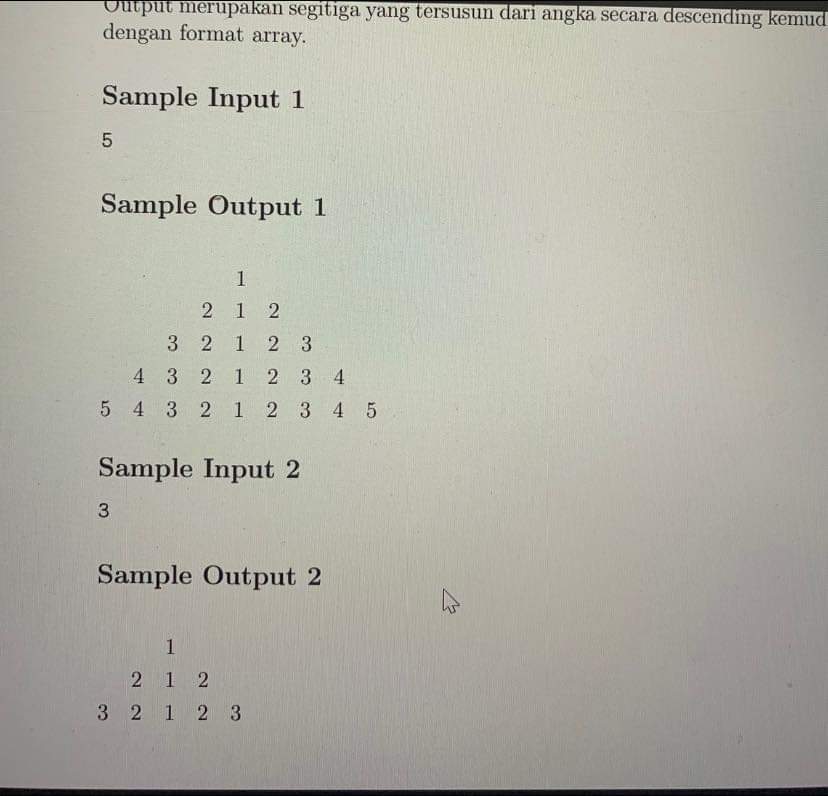 Output merupakan segitiga yang tersusun dari angka secara descending kemud
dengan format array.
Sample Input 1
5
Sample Output 1
1
2 1 2
3 2 1 2 3
4 3 2 1 2 3 4
5 4 3 2 1 2 3 4 5
Sample Input 2
3
Sample Output 2
1
2 1 2
3 2 1 2 3